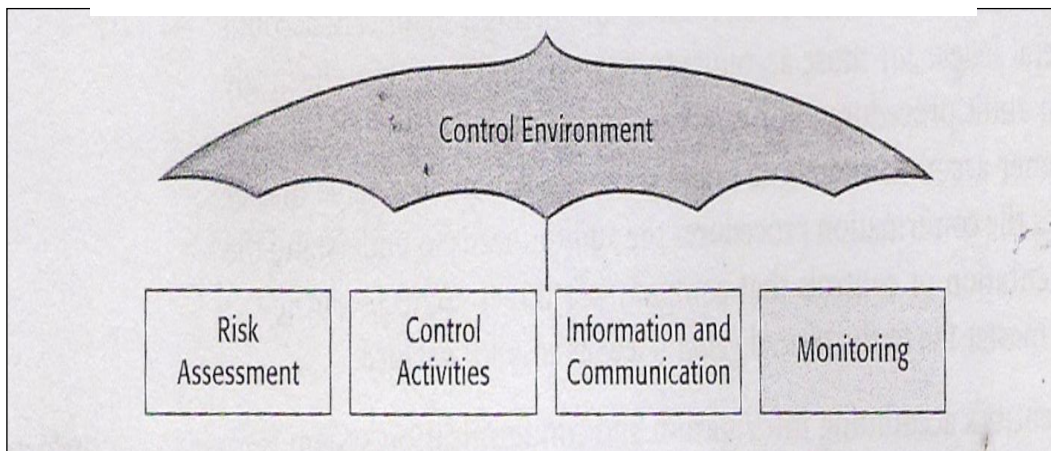 Control Environment
Risk
Assessment
Control
Activities
Information and
Communication
Monitoring